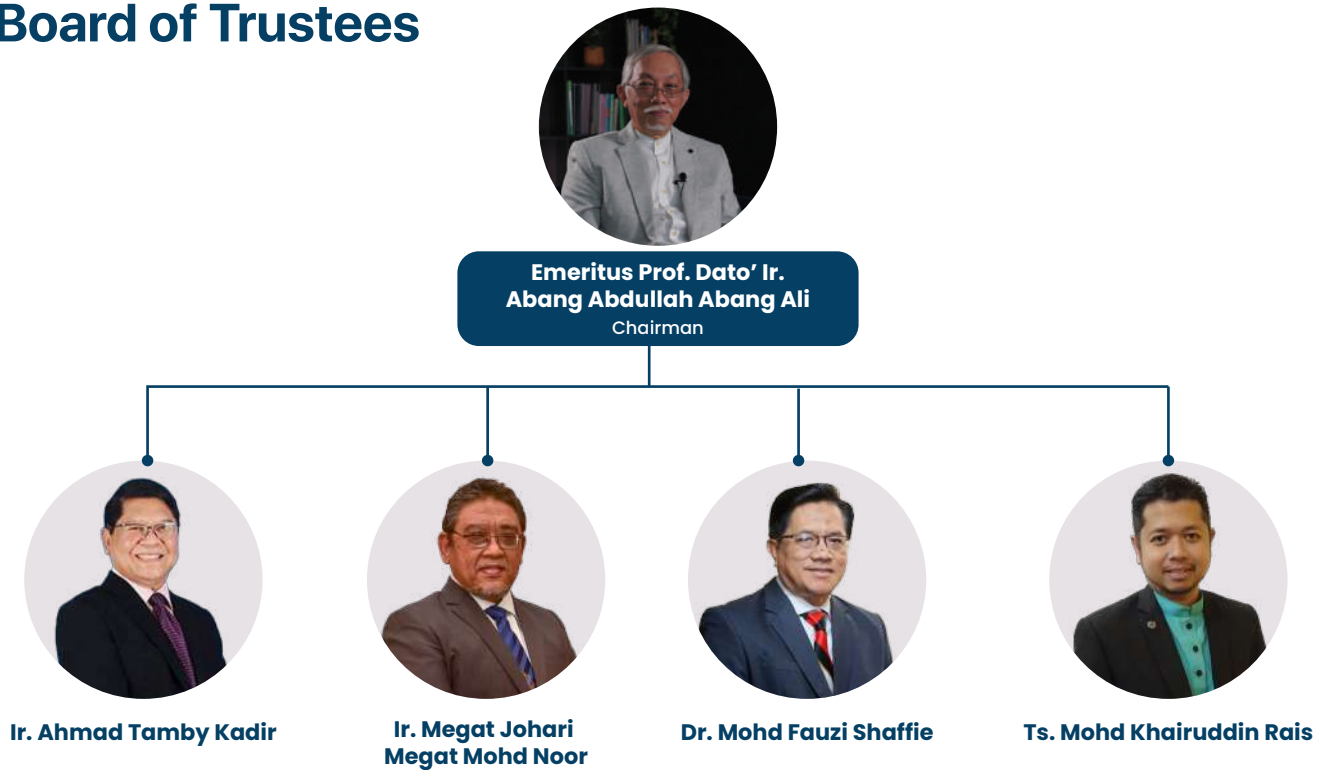 Board of Trustees
Emeritus Prof. Dato’ Ir.
Abang Abdullah Abang Ali
Chairman
Ir. Ahmad Tamby Kadir
Ir. Megat Johari
Megat Mohd Noor
Dr. Mohd Fauzi Shaffie
Ts. Mohd Khairuddin Rais